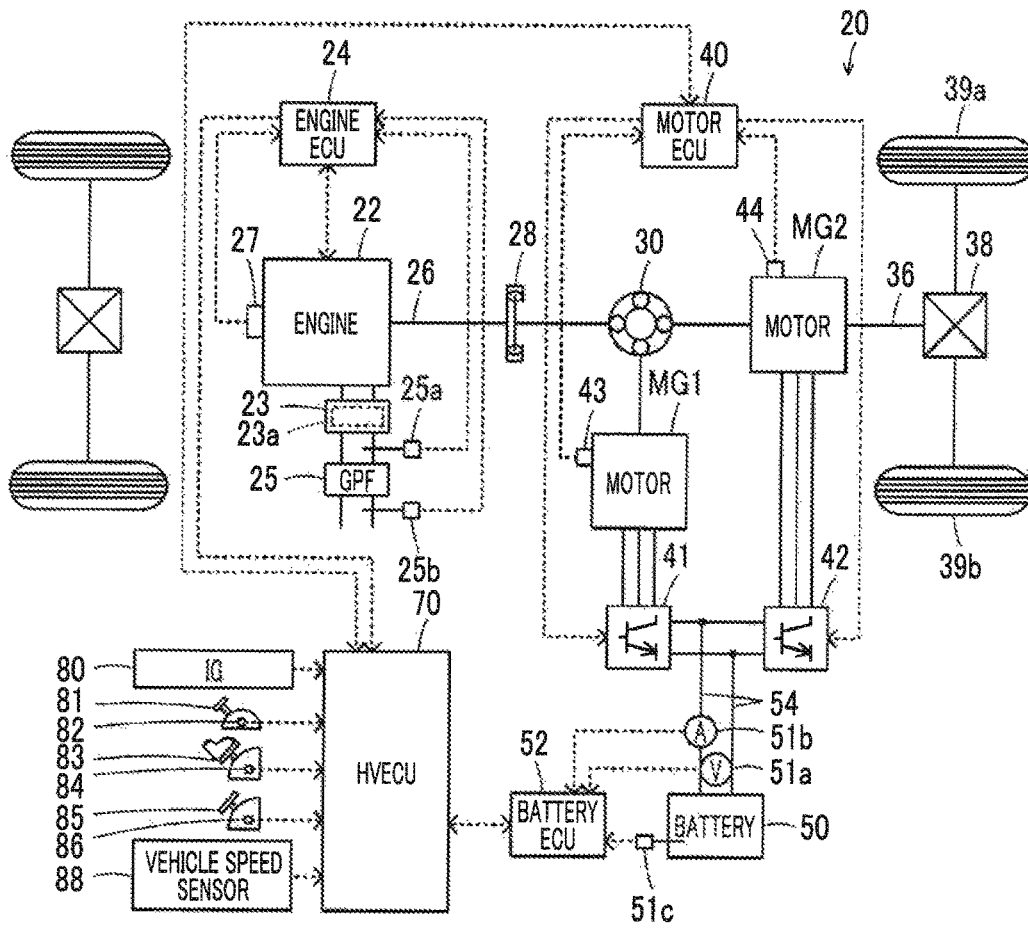 20
24
40
39a
ENGINE
ECU
MOTOR
ECU
22
44
MG2
27
28
30
38
26
36
ENGINE
MOTOR
MG1
23
25a
43
23a
25
GPF
MOTOR
25b
41
42
39b
70
80
IG
81
82
54
83
52
A
51b
84
HVECU
V
51a
85
BATTERY
ECU
BATTERY
50
86
88
VEHICLE SPEED
SENSOR
51c